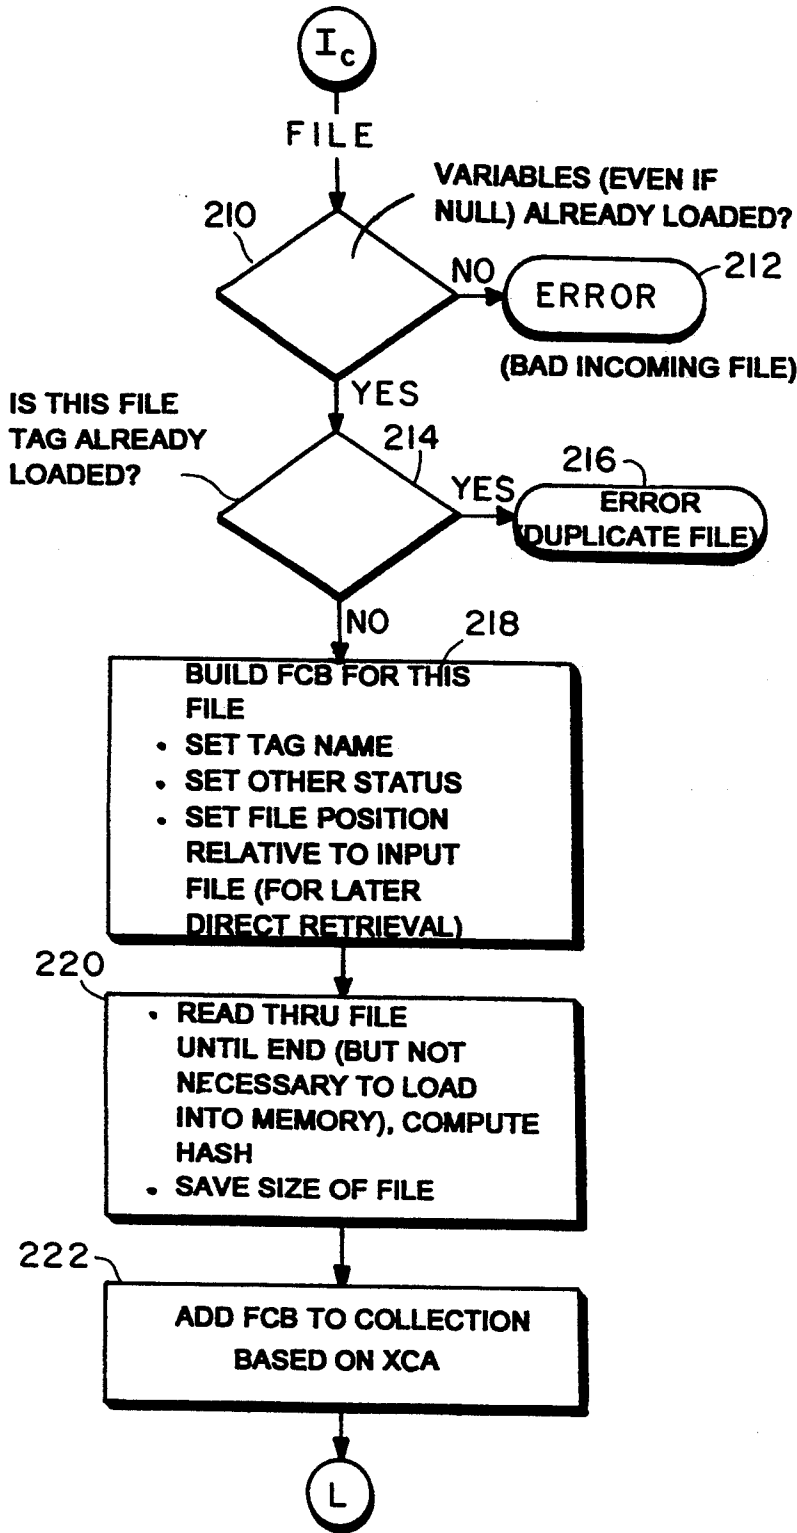 Ic
FILE
VARIABLES (EVEN IF
NULL) ALREADY LOADED?
210
NO
ERROR
212
(BAD INCOMING FILE)
YES
IS THIS FILE
TAG ALREADY
LOADED?
214
YES
216
ERROR
(DUPLICATE FILE)
NO
218
BUILD FCB FOR THIS
FILE
• SET TAG NAME
• SET OTHER STATUS
• SET FILE POSITION
RELATIVE TO INPUT
FILE (FOR LATER
DIRECT RETRIEVAL)
220
• READ THRU FILE
UNTIL END (BUT NOT
NECESSARY TO LOAD
INTO MEMORY), COMPUTE
HASH
• SAVE SIZE OF FILE
222
ADD FCB TO COLLECTION
BASED ON XCA
L